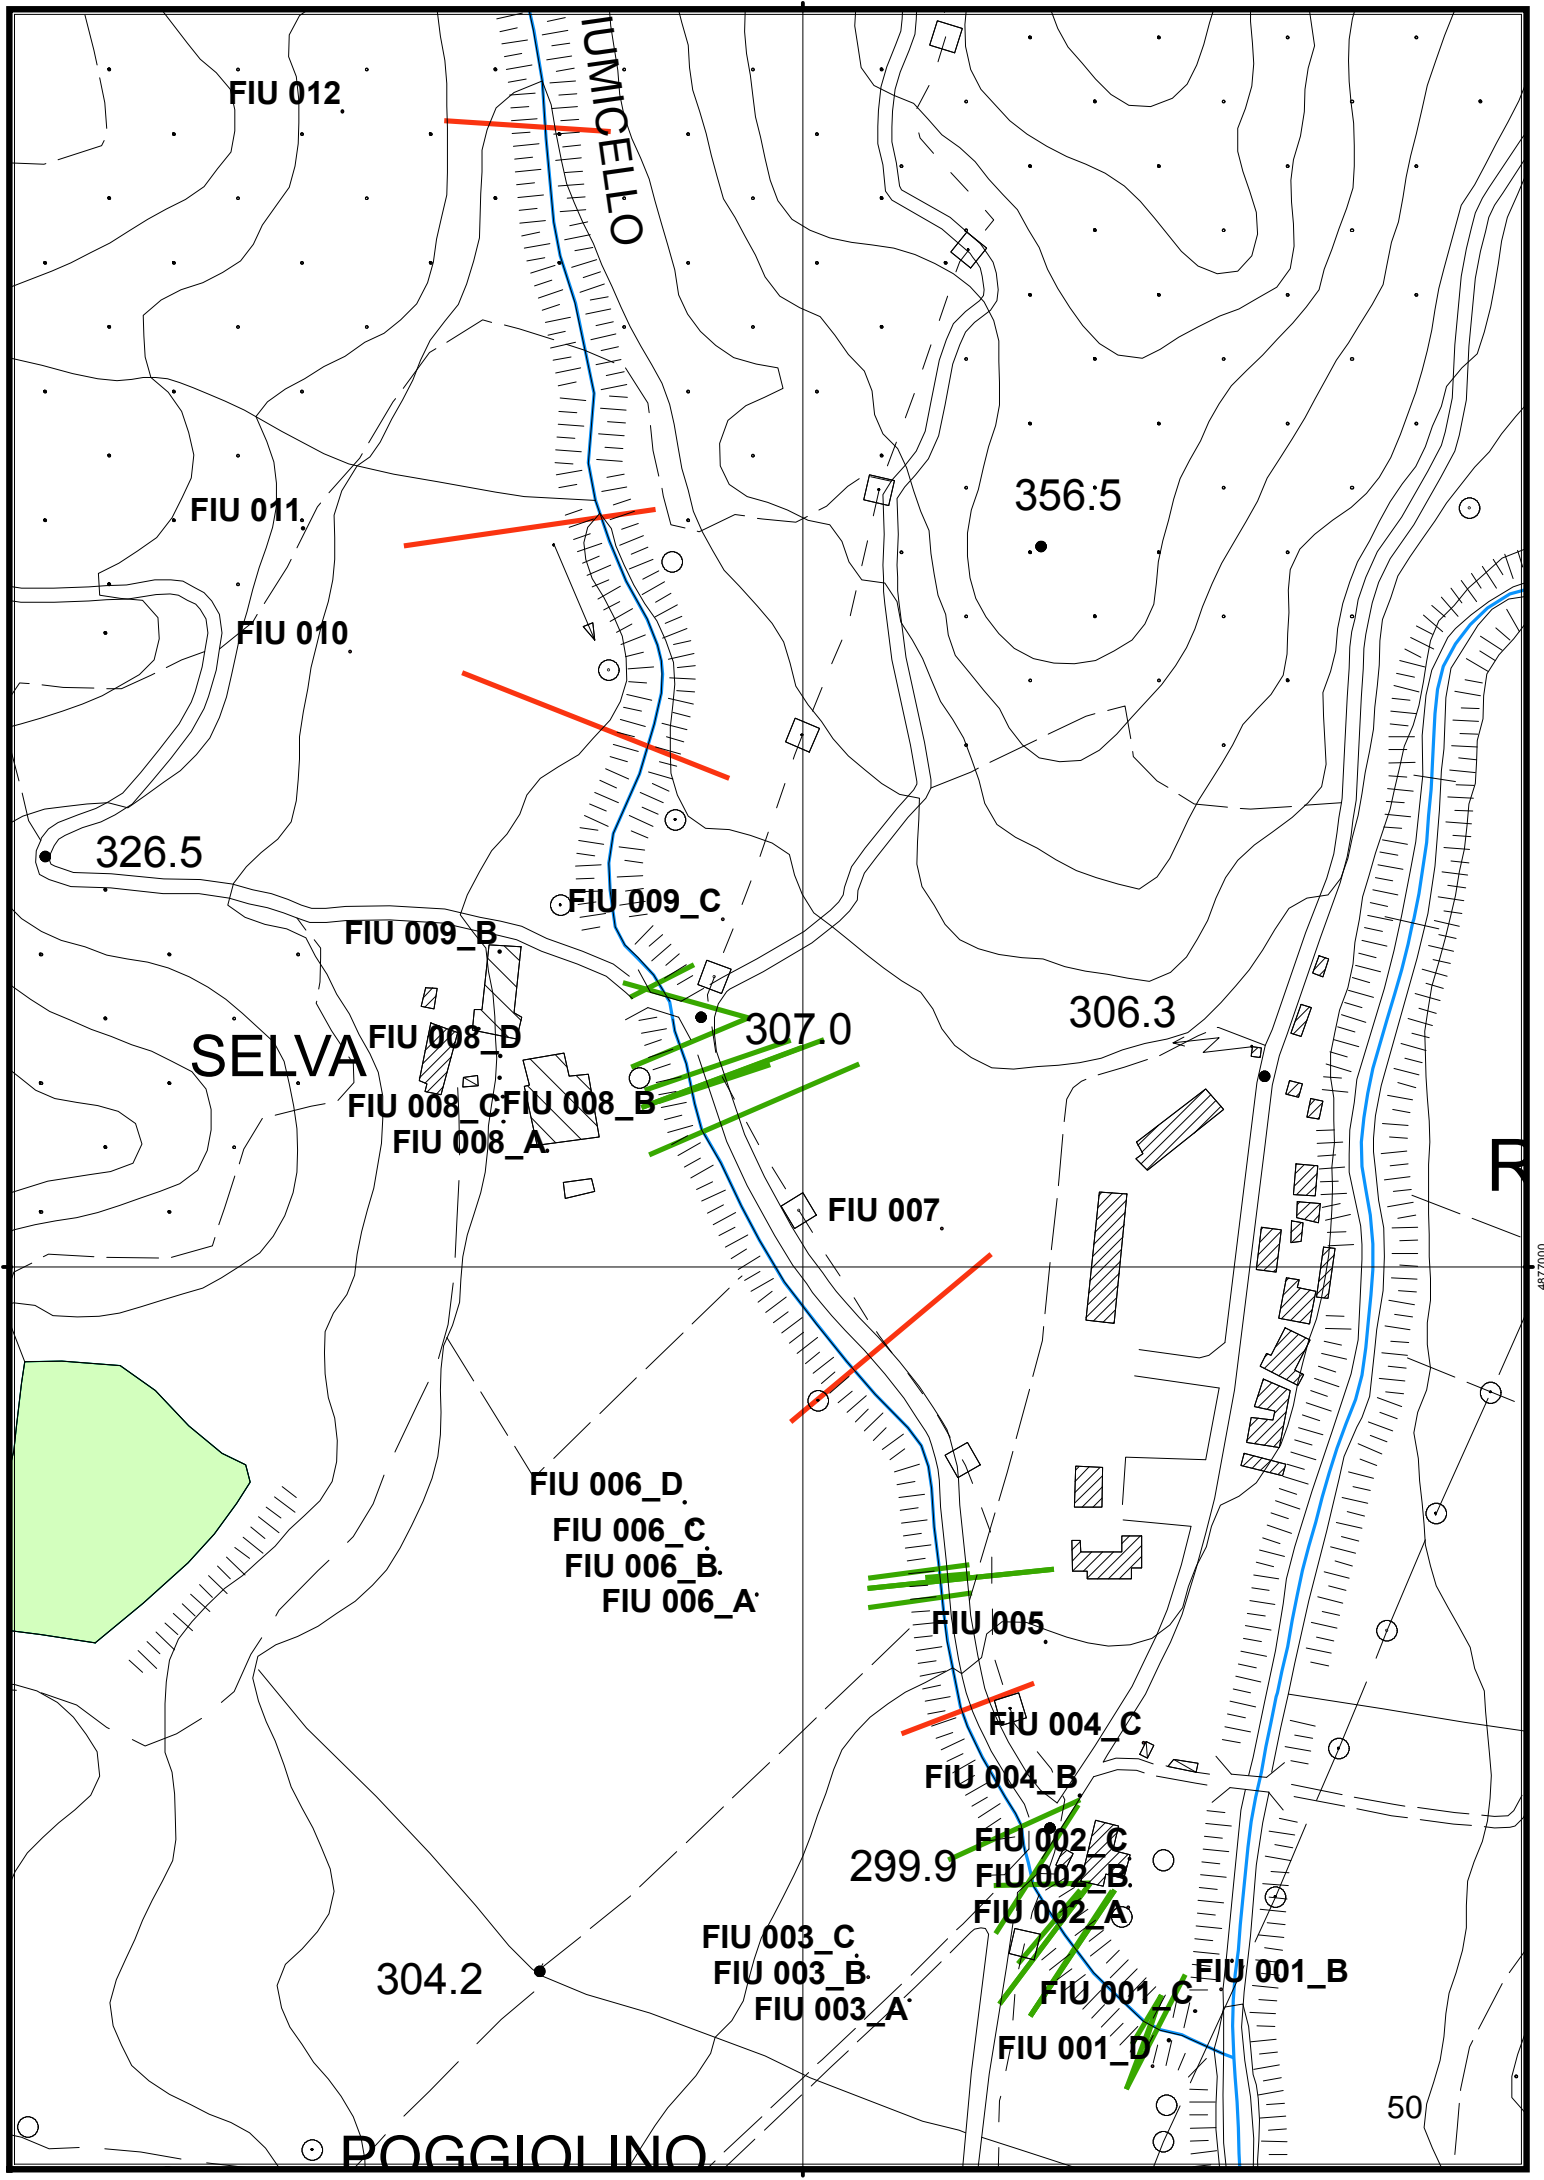 IUMICELLO
FIU 012
356.5
FIU 011
FIU 010
326.5
FIU 009_C
FIU 009_B
306.3
307.0
FIU 008_D
SELVA
FIU 008_C
FIU 008_B
FIU 008_A
R
FIU 007
4877000
FIU 006_D
FIU 006_C
FIU 006_B
FIU 006_A
FIU 005
FIU 004_C
FIU 004_B
FIU 002_C
299.9
FIU 002_B
FIU 002_A
FIU 003_C
FIU 003_B
FIU 001_B
304.2
FIU 001_C
FIU 003_A
FIU 001_D
50
POGGIOLINO